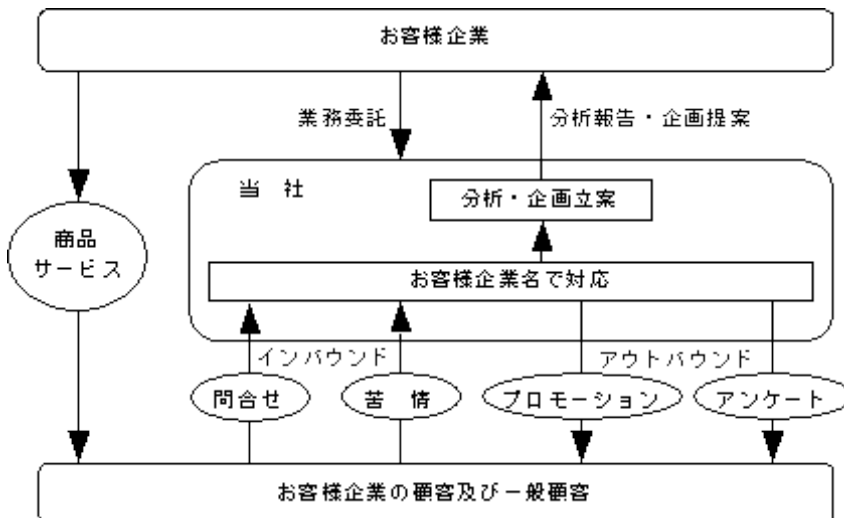 お客様企業
業務委託
分析報告・企画提案
当 社
分析・企画立案
商品
サービス
お客様企業名で対応
インバウンド
アウトバウンド
問合せ
苦 情
プロモーション
アンケート
お客様企業の顧客及び一般顧客